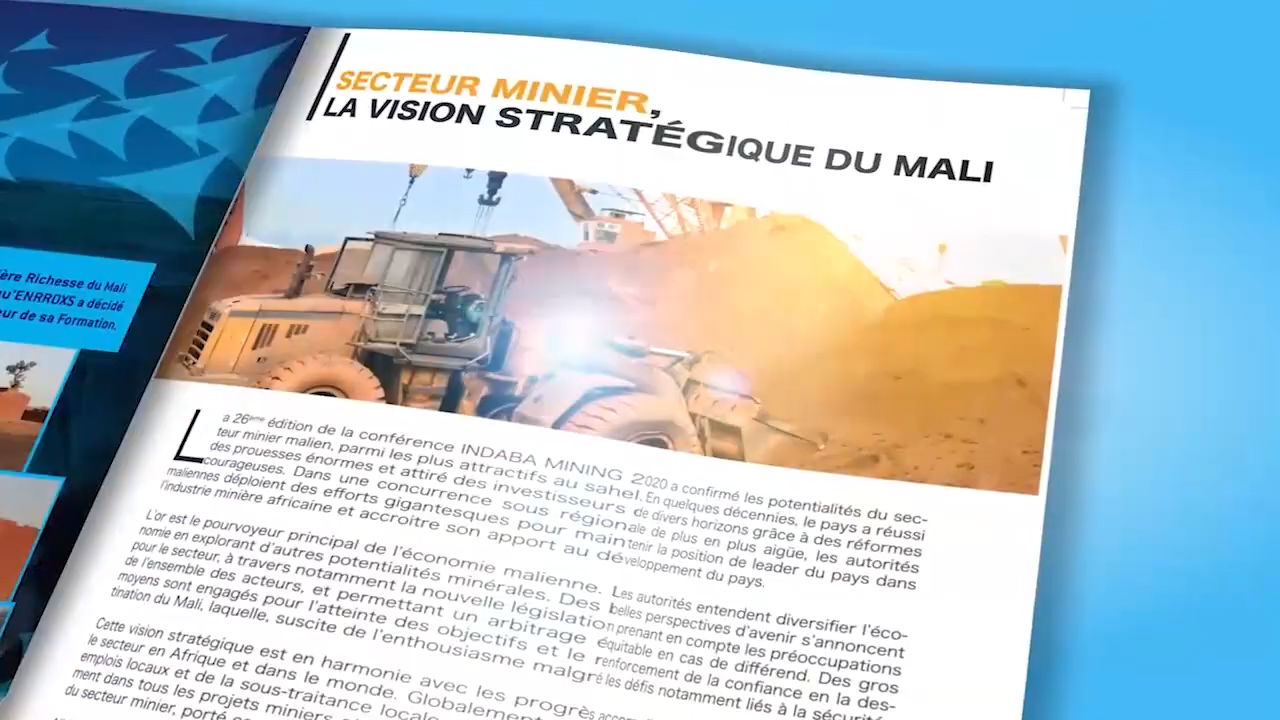 SECTEUR MINIER,
LA VISION STRATÉGIQUE DU MALI
ère Richesse du Mali
qu'ENRROXS a décidé
eur de sa Formation.
La 26ème édition de la conférence INDABA MINING 2020 a confirmé les potentialités du sec-
teur minier malien, parmi les plus attractifs au sahel. En quelques décennies, le pays a réussi
des prouesses énormes et attiré des investisseurs de divers horizons grâce à des réformes
courageuses. Dans une concurrence sous régionale de plus en plus aigüe, les autorités
maliennes déploient des efforts gigantesques pour maintenir la position de leader du pays dans
l'industrie minière africaine et accroitre son apport au développement du pays.
L'or est le pourvoyeur principal de l'économie malienne. Les autorités entendent diversifier l'éco-
nomie en explorant d'autres potentialités minérales. Des belles perspectives d'avenir s'annoncent
pour le secteur, à travers notamment la nouvelle législation prenant en compte les préoccupations
de l'ensemble des acteurs, et permettant un arbitrage équitable en cas de différend. Des gros
moyens sont engagés pour l'atteinte des objectifs et le renforcement de la confiance en la des-
tination du Mali, laquelle, suscite de l'enthousiasme malgré les défis notamment liés à la sécurité
Cette vision stratégique est en harmonie avec les progrès
le secteur en Afrique et dans le monde. Globalement
emplois locaux et de la sous-traitance locale
ment dans tous les projets miniers
du secteur minier, porté